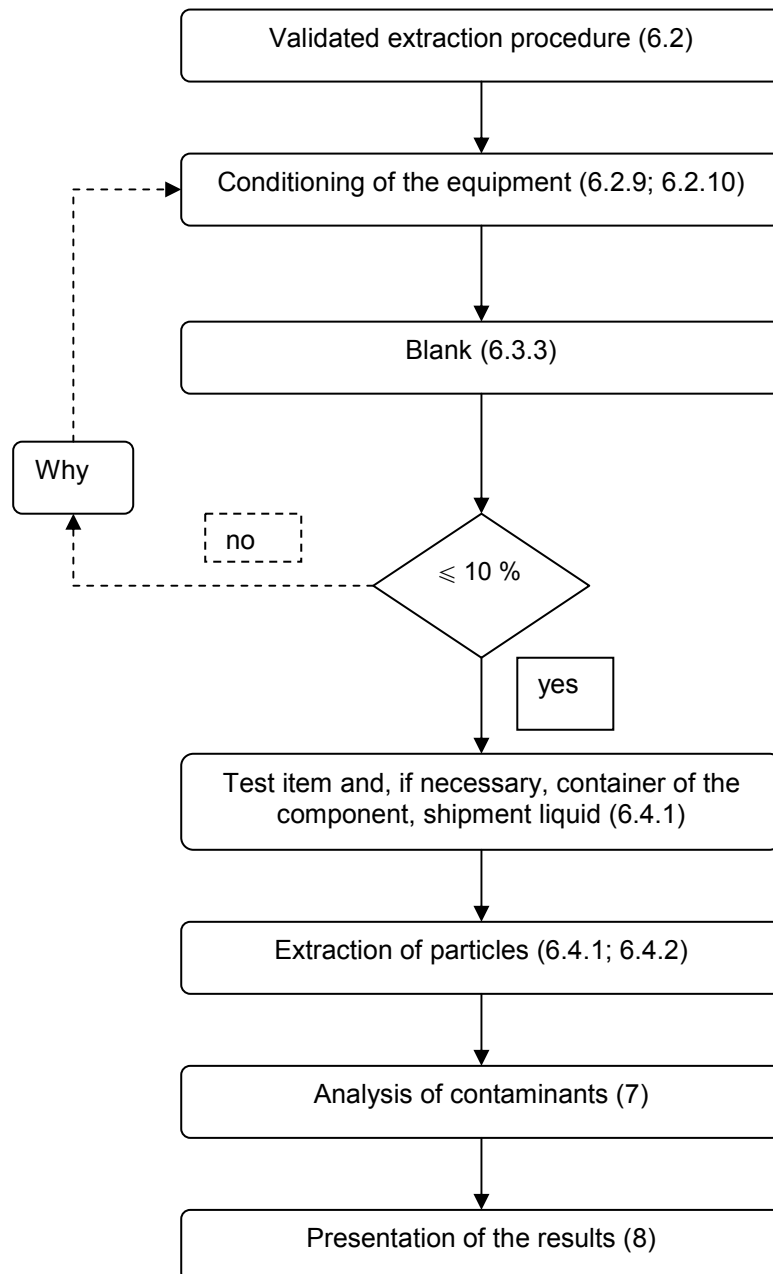 Validated extraction procedure (6.2)
Conditioning of the equipment (6.2.9; 6.2.10)
Blank (6.3.3)
Why
no
⩽ 10 %
yes
Test item and, if necessary, container of the
component, shipment liquid (6.4.1)
Extraction of particles (6.4.1; 6.4.2)
Analysis of contaminants (7)
Presentation of the results (8)